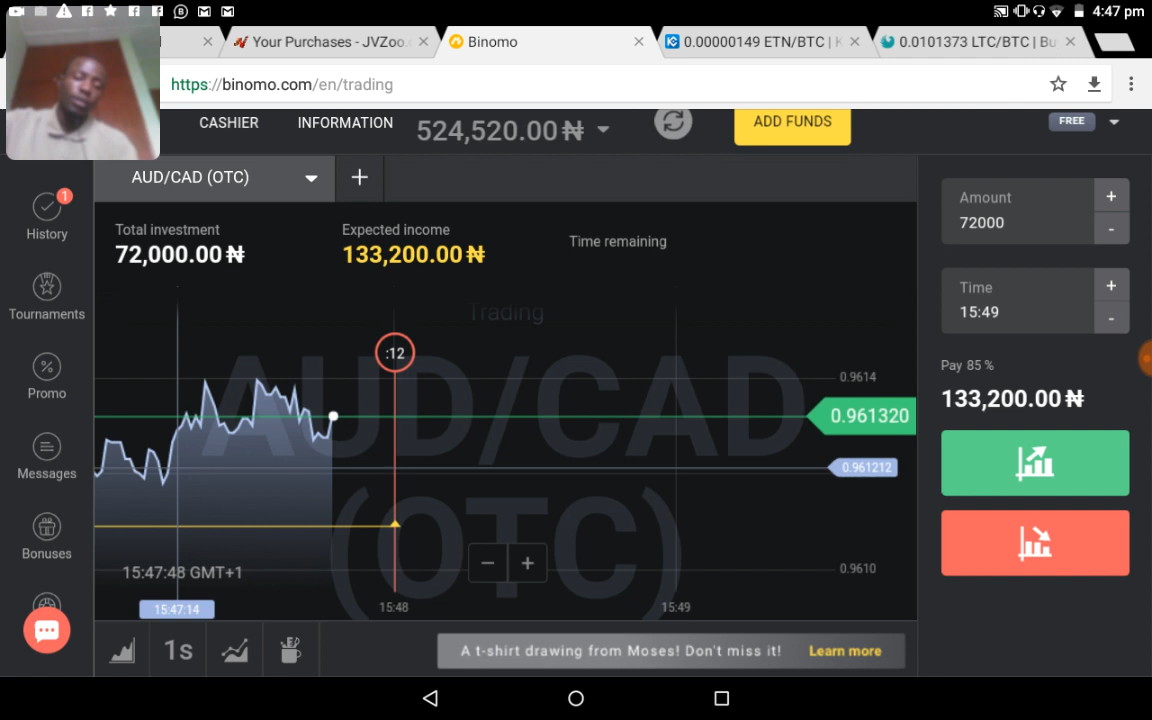 4:47 pm
Your Purchases - JVZoo.
Binomo
0.00000149 ETN/BTC | K
0.0101373 LTC/BTC | Bu
https://binomo.com/en/trading
CASHIER
INFORMATION
524,520.00 ₦
ADD FUNDS
FREE
AUD/CAD (OTC)
History
1
Tournaments
Promo
Messages
Bonuses
Total investment
72,000.00 ₦
Expected income
133,200.00 ₦
Time remaining
Trading
AUD/CAD
(OTC)
:12
0.9614
0.961320
0.961212
0.9610
15:47:48 GMT+1
15:47:14
15:48
15:49
1s
A t-shirt drawing from Moses! Don't miss it!
Learn more
Amount
72000
+
-
Time
15:49
+
-
Pay 85 %
133,200.00 ₦